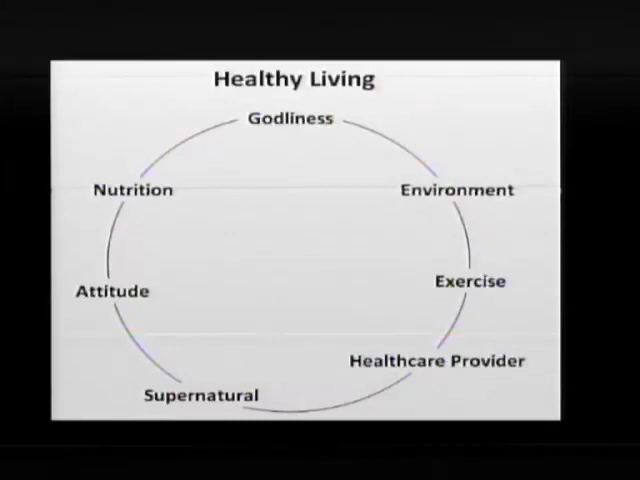 Healthy Living
Godliness
Nutrition
Environment
Attitude
Exercise
Healthcare Provider
Supernatural